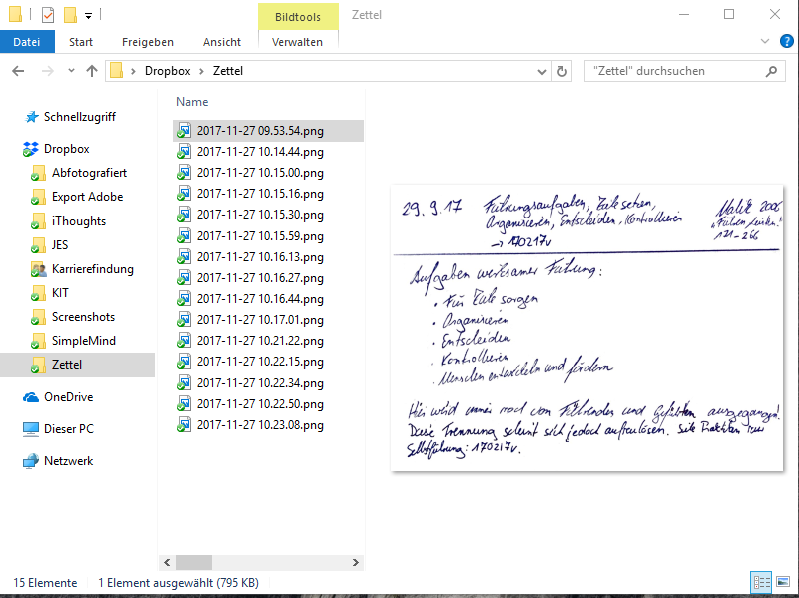 Bildtools
Zettel
Datei
Start
Freigeben
Ansicht
Verwalten
Dropbox
Zettel
"Zettel" durchsuchen
Schnellzugriff
Dropbox
Abfotografiert
Export Adobe
iThoughts
JES
Karrierefindung
KIT
Screenshots
SimpleMind
Zettel
OneDrive
Dieser PC
Netzwerk
Name
2017-11-27 09.53.54.png
2017-11-27 10.14.44.png
2017-11-27 10.15.00.png
2017-11-27 10.15.16.png
2017-11-27 10.15.30.png
2017-11-27 10.15.59.png
2017-11-27 10.16.13.png
2017-11-27 10.16.27.png
2017-11-27 10.16.44.png
2017-11-27 10.17.01.png
2017-11-27 10.21.22.png
2017-11-27 10.22.15.png
2017-11-27 10.22.34.png
2017-11-27 10.22.50.png
2017-11-27 10.23.08.png
29.9.17
Führungsaufgaben, Ziele setzen,
Organisieren, Entscheiden, Kontrollieren
→ 170217v
Malik 2006
"Führen
121-266
Aufgaben wirksamer Führung:
• Für Ziele sorgen
• Organisieren
• Entscheiden
• Kontrollieren
• Menschen entwickeln und fördern
Hier wird immer noch von Führenden und Geführten ausgegangen!
Diese Trennung scheint sich jedoch aufzulösen. Siehe zur
Selbstführung: 170217v.
15 Elemente
1 Element ausgewählt (795 KB)